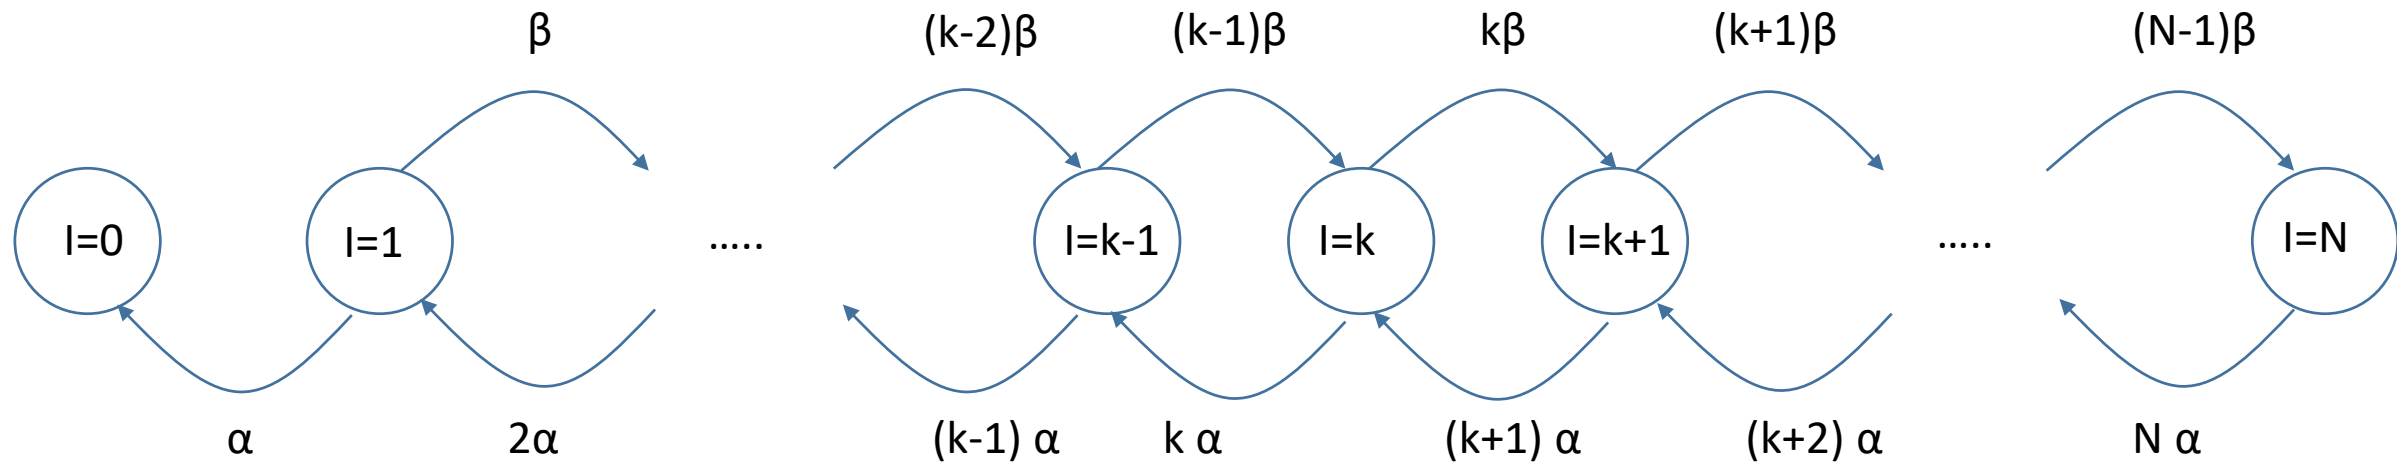 β (k-2)β (k-1)β kβ (k+1)β (N-1)β
I=0 I=1 ..... I=k-1 I=k I=k+1 ..... I=N
α 2α (k-1) α k α (k+1) α (k+2) α N α